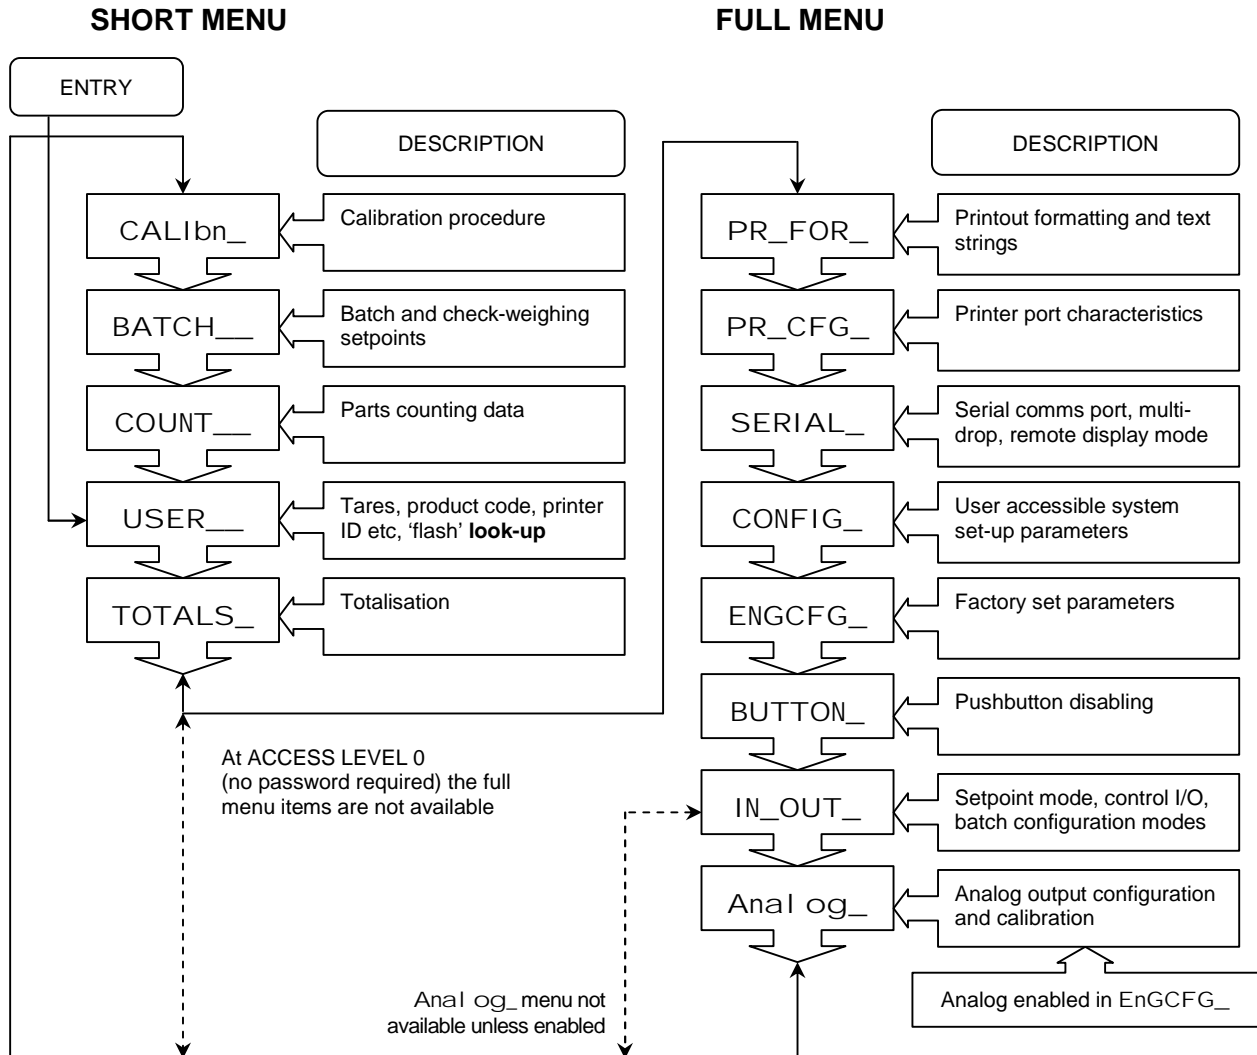 SHORT MENU
FULL MENU
ENTRY
DESCRIPTION
CALIbn_
Calibration procedure
BATCH__
Batch and check-weighing
setpoints
COUNT__
Parts counting data
USER__
Tares, product code, printer
ID etc, ‘flash’ look-up
TOTALS_
Totalisation
At ACCESS LEVEL 0
(no password required) the full
menu items are not available
DESCRIPTION
PR_FOR_
Printout formatting and text
strings
PR_CFG_
Printer port characteristics
SERIAL_
Serial comms port, multi-
drop, remote display mode
CONFIG_
User accessible system
set-up parameters
ENGCFG_
Factory set parameters
BUTTON_
Pushbutton disabling
IN_OUT_
Setpoint mode, control I/O,
batch configuration modes
Analog_
Analog output configuration
and calibration
Analog_ menu not
available unless enabled
Analog enabled in EnGCFG_